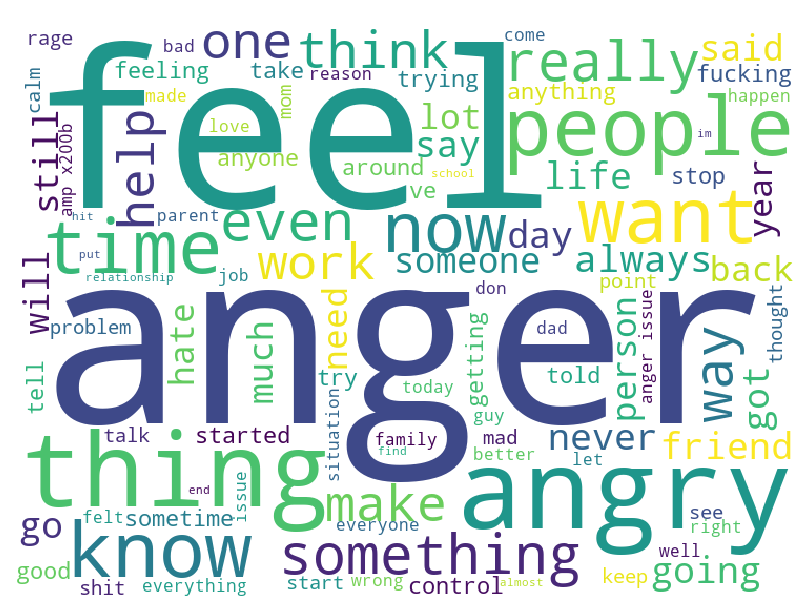 rage
bad
one
think
come
really
said
feel
feeling
take
reason
trying
fucking
calm
made
mom
anything
happen
still
amp x200b
help
love
anyone
lot
say
people
im
around
ve
school
life
stop
year
hit
parent
even
now
day
want
time
put
work
someone
always
back
will
relationship
job
don
point
anger
problem
hate
much
need
getting
dad
person
anger issue
way
thought
tell
try
today
told
got
guy
thing
talk
started
situation
family
find
mad
better
never
let
friend
end
issue
make
angry
go
felt
sometime
everyone
see
right
know
something
well
good
shit
everything
start
wrong
control
almost
keep
going